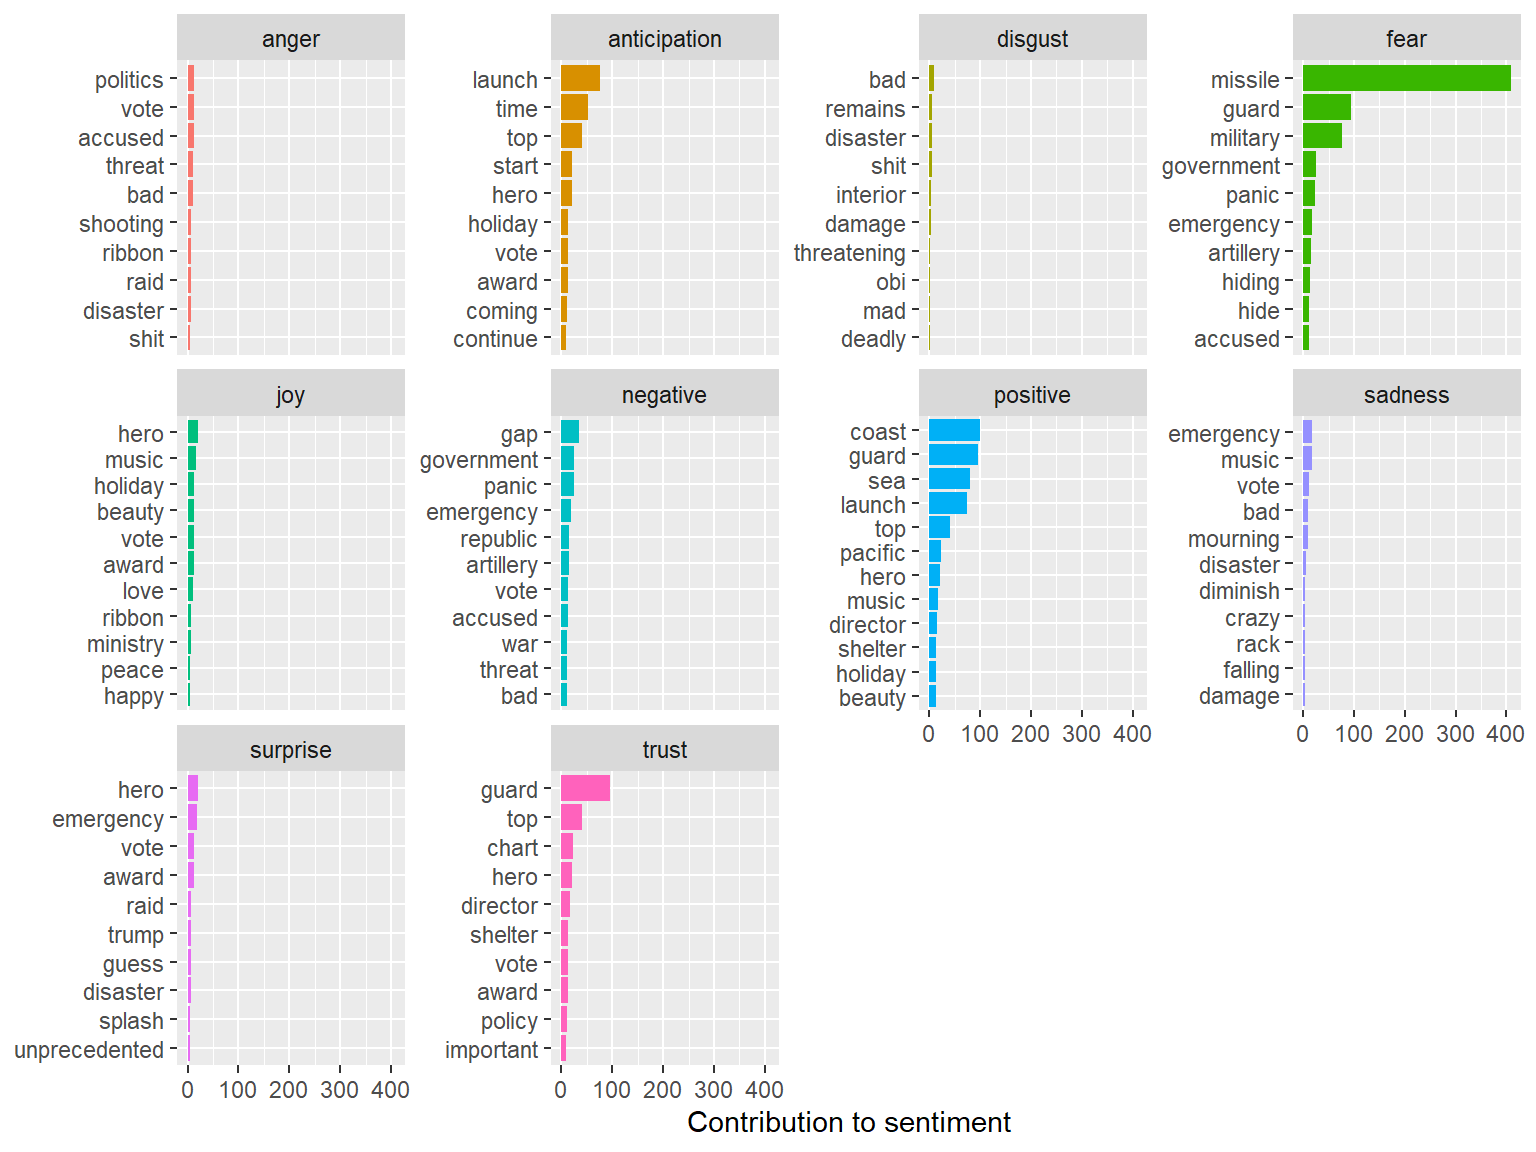 anger
politics
vote
accused
threat
bad
shooting
ribbon
raid
disaster
shit
anticipation
launch
time
top
start
hero
holiday
vote
award
coming
continue
disgust
bad
remains
disaster
shit
interior
damage
threatening
obi
mad
deadly
fear
missile
guard
military
government
panic
emergency
artillery
hiding
hide
accused
joy
hero
music
holiday
beauty
vote
award
love
ribbon
ministry
peace
happy
negative
gap
government
panic
emergency
republic
artillery
vote
accused
war
threat
bad
positive
coast
guard
sea
launch
top
pacific
hero
music
director
shelter
holiday
beauty
0 100 200 300 400
sadness
emergency
music
vote
bad
mourning
disaster
diminish
crazy
rack
falling
damage
0 100 200 300 400
surprise
hero
emergency
vote
award
raid
trump
guess
disaster
splash
unprecedented
0 100 200 300 400
trust
guard
top
chart
hero
director
shelter
vote
award
policy
important
0 100 200 300 400
Contribution to sentiment